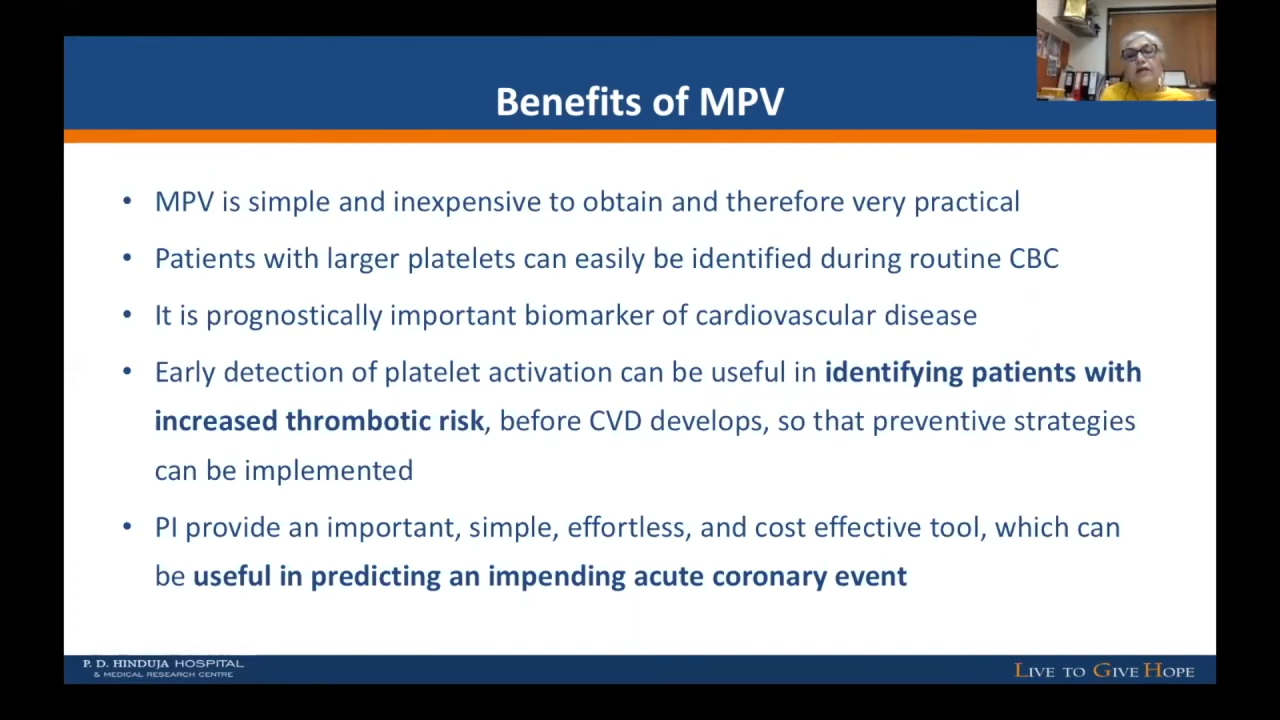 Benefits of MPV
• MPV is simple and inexpensive to obtain and therefore very practical
• Patients with larger platelets can easily be identified during routine CBC
• It is prognostically important biomarker of cardiovascular disease
• Early detection of platelet activation can be useful in identifying patients with
increased thrombotic risk, before CVD develops, so that preventive strategies
can be implemented
• PI provide an important, simple, effortless, and cost effective tool, which can
be useful in predicting an impending acute coronary event
P. D. HINDUJA HOSPITAL
& MEDICAL RESEARCH CENTRE
LIVE TO GIVE HOPE